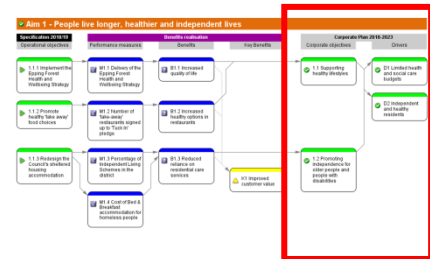 Aim 1 - People live longer, healthier and independent lives
Specification 2018/19
Benefits realisation
Corporate Plan 2018-2023
Operational objectives
Performance measures
Benefits
Key Benefits
Corporate objectives
Drivers
1.1.1 Implement the
Epping Forest
Health and
Wellbeing Strategy
M1.1 Delivery of the
Epping Forest
Health and
Wellbeing Strategy
B1.1 Increased
quality of life
1.1 Supporting
healthy lifestyles
D1 Limited health
and social care
budgets
1.1.2 Promote
healthy 'take away'
food choices
M1.2 Number of
'take-away'
restaurants signed
up to 'Tuck In'
pledge
B1.2 Increased
healthy options in
restaurants
D2 Independent
and healthy
residents
1.1.3 Redesign the
Council's sheltered
housing
accommodation
M1.3 Percentage of
Independent Living
Schemes in the
district
B1.3 Reduced
reliance on
residential care
services
K1 Improved
customer value
1.2 Promoting
independence for
older people and
people with
disabilities
M1.4 Cost of Bed &
Breakfast
accommodation for
homeless people